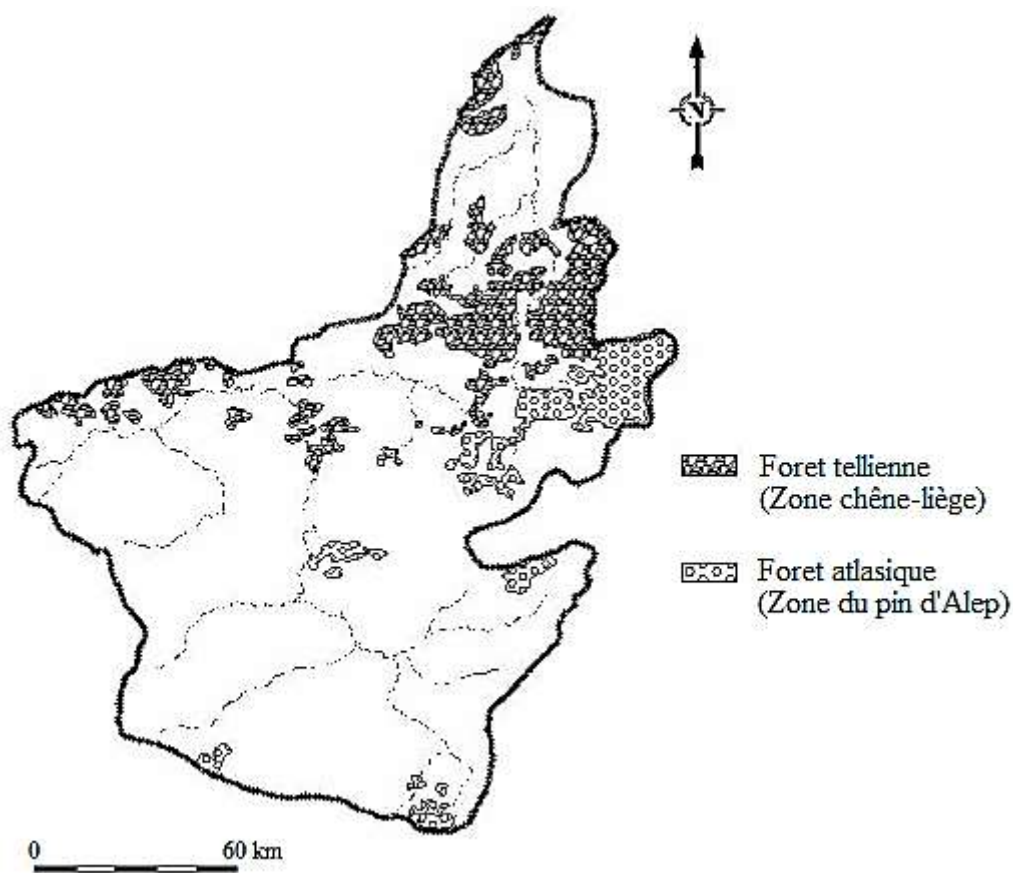 N
Foret tellienne
(Zone chêne-liège)
Foret atlasique
(Zone du pin d'Alep)
0 60 km